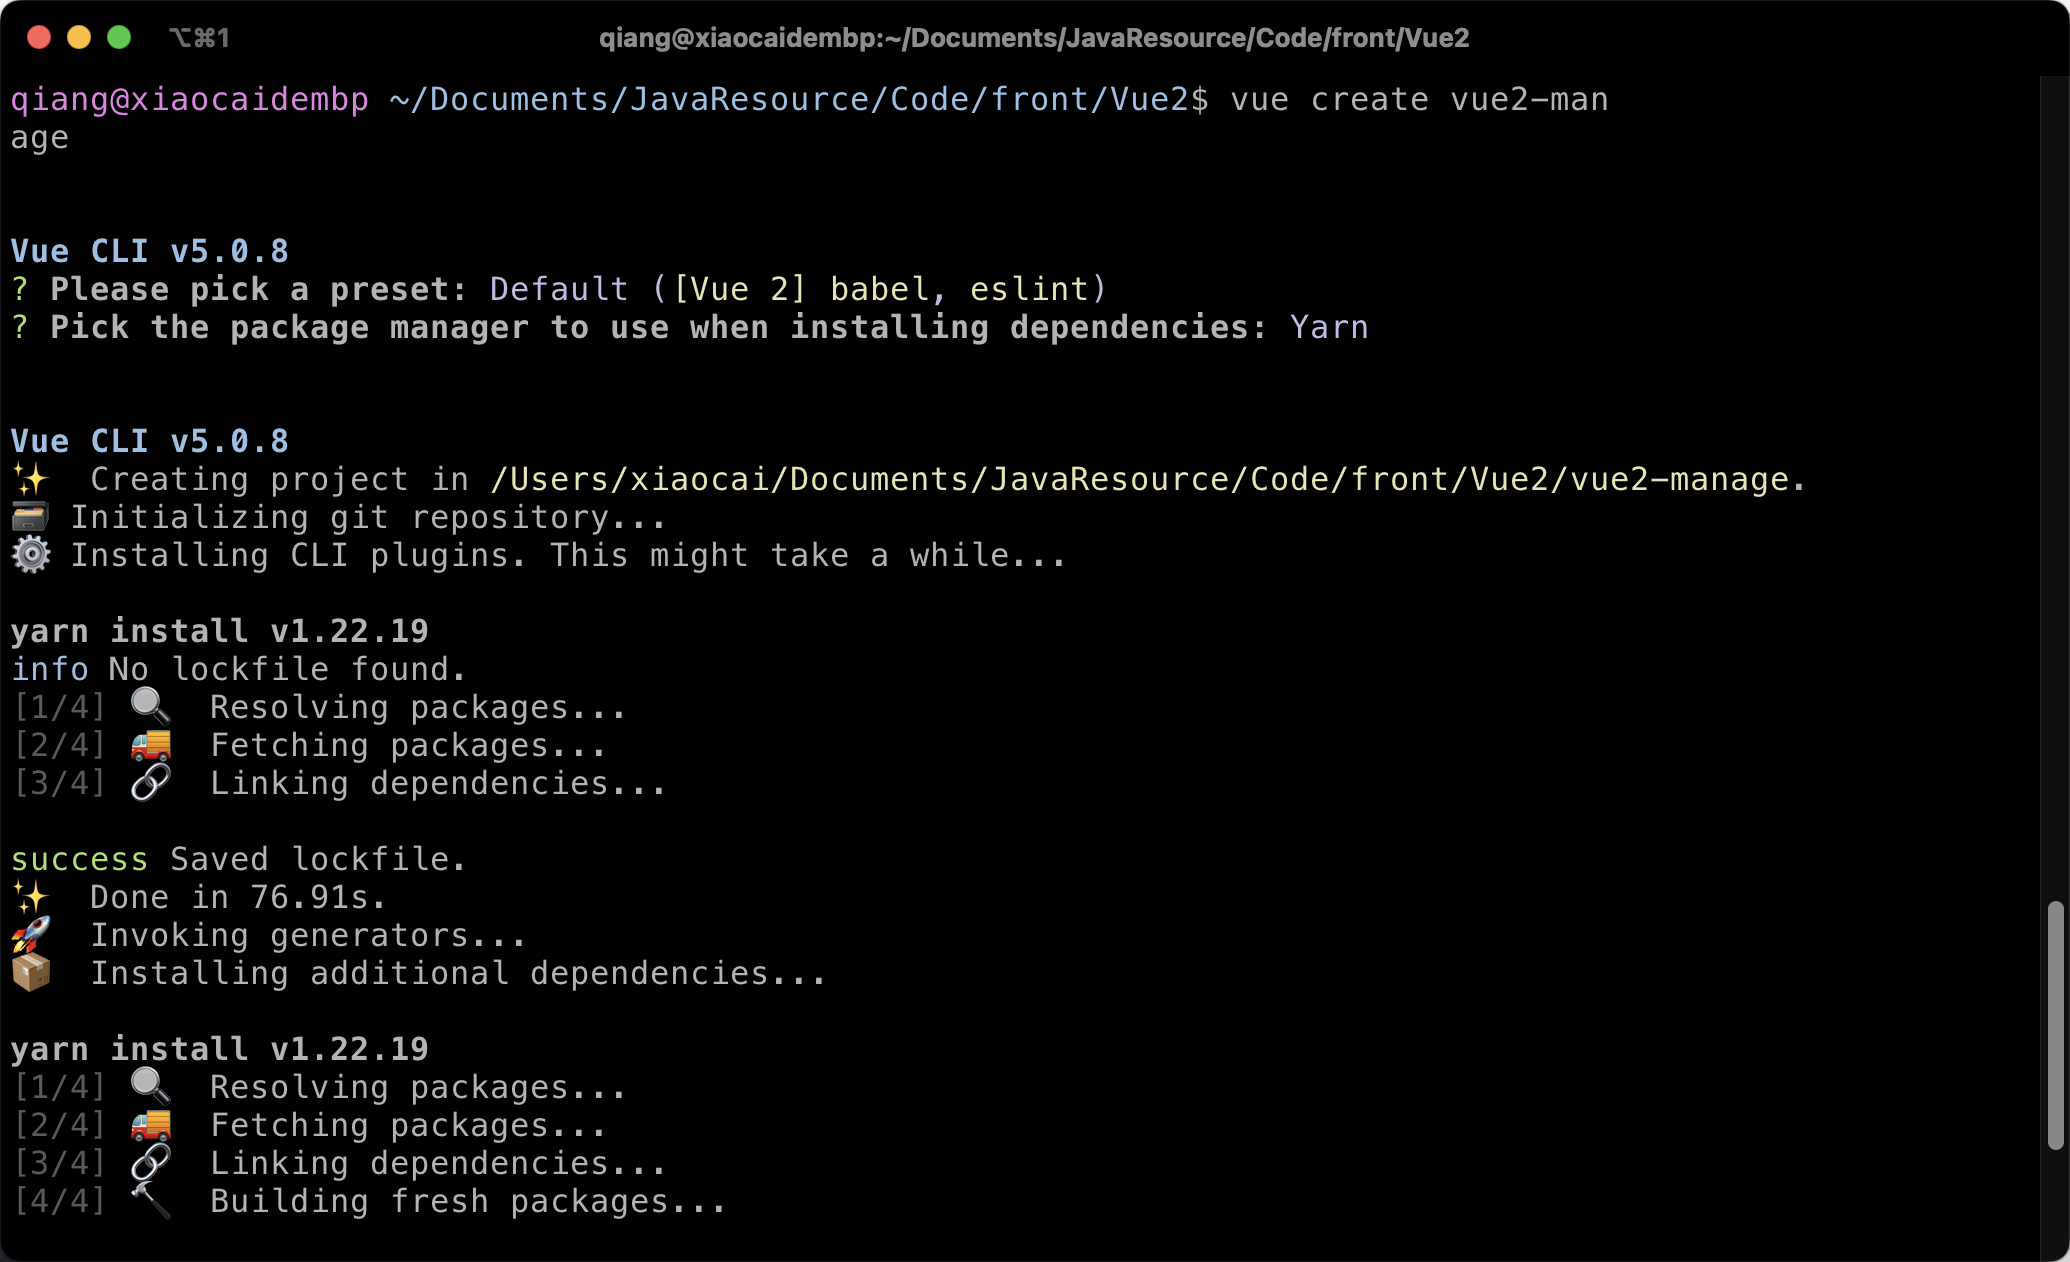 ⌥⌘1 qiang@xiaocaidembp:~/Documents/JavaResource/Code/front/Vue2
qiang@xiaocaidembp ~/Documents/JavaResource/Code/front/Vue2$ vue create vue2-man
age
Vue CLI v5.0.8
? Please pick a preset: Default ([Vue 2] babel, eslint)
? Pick the package manager to use when installing dependencies: Yarn
Vue CLI v5.0.8
✨  Creating project in /Users/xiaocai/Documents/JavaResource/Code/front/Vue2/vue2-manage.
🗃 Initializing git repository...
⚙️ Installing CLI plugins. This might take a while...
yarn install v1.22.19
info No lockfile found.
[1/4] 🔍  Resolving packages...
[2/4] 🚚  Fetching packages...
[3/4] 🔗  Linking dependencies...
success Saved lockfile.
✨  Done in 76.91s.
🚀  Invoking generators...
📦  Installing additional dependencies...
yarn install v1.22.19
[1/4] 🔍  Resolving packages...
[2/4] 🚚  Fetching packages...
[3/4] 🔗  Linking dependencies...
[4/4] 🔨  Building fresh packages...